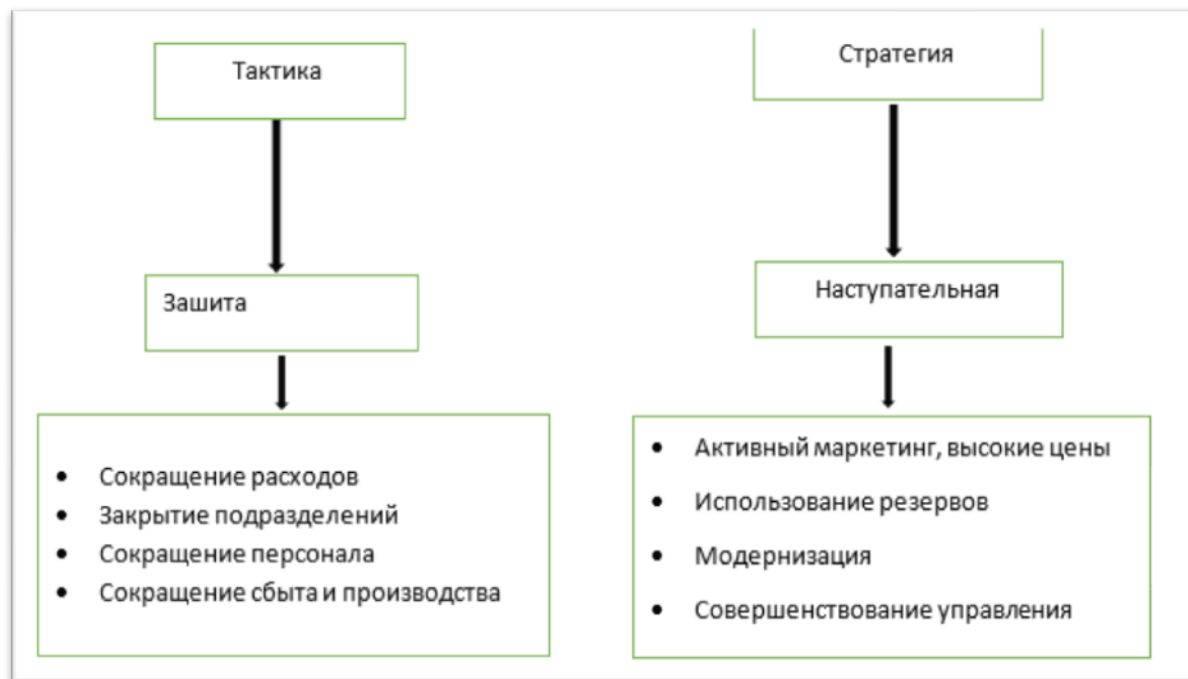 Тактика
Стратегия
Зашита
Наступательная
• Сокращение расходов
• Закрытие подразделений
• Сокращение персонала
• Сокращение сбыта и производства
• Активный маркетинг, высокие цены
• Использование резервов
• Модернизация
• Совершенствование управления